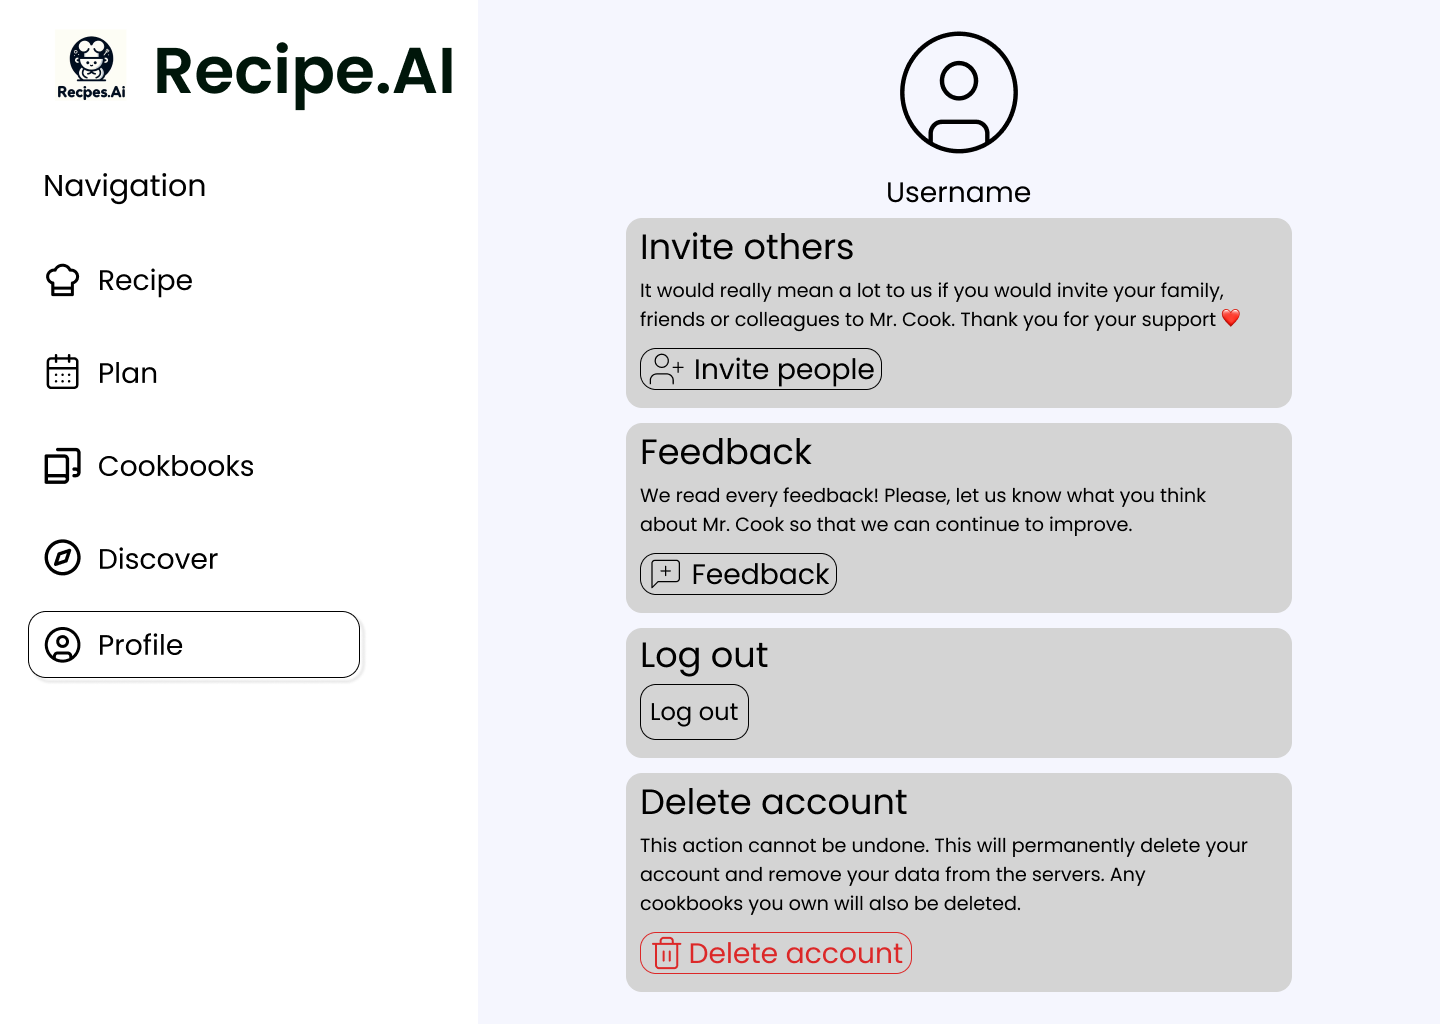 Recpes.Ai
Recipe.AI
Navigation
Recipe
Plan
Cookbooks
Discover
Profile
Username
Invite others
It would really mean a lot to us if you would invite your family,
friends or colleagues to Mr. Cook. Thank you for your support ❤️
Invite people
Feedback
We read every feedback! Please, let us know what you think
about Mr. Cook so that we can continue to improve.
Feedback
Log out
Log out
Delete account
This action cannot be undone. This will permanently delete your
account and remove your data from the servers. Any
cookbooks you own will also be deleted.
Delete account